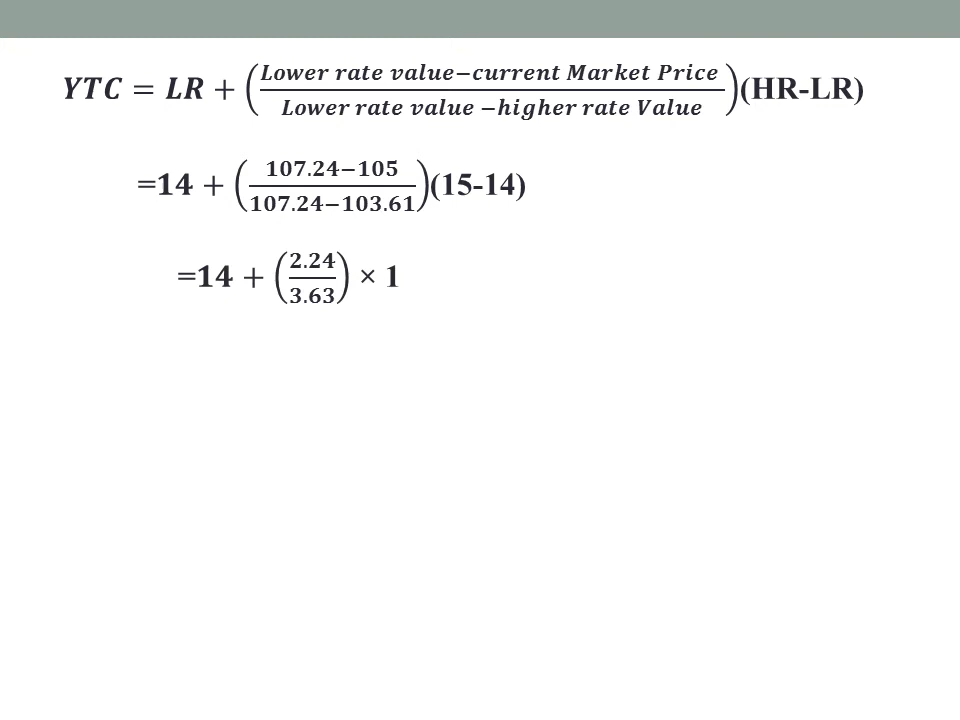 YTC = LR + (Lower rate value−current Market Price / Lower rate value −higher rate Value)(HR-LR)
=14 + (107.24−105 / 107.24−103.61)(15-14)
=14 + (2.24 / 3.63) × 1